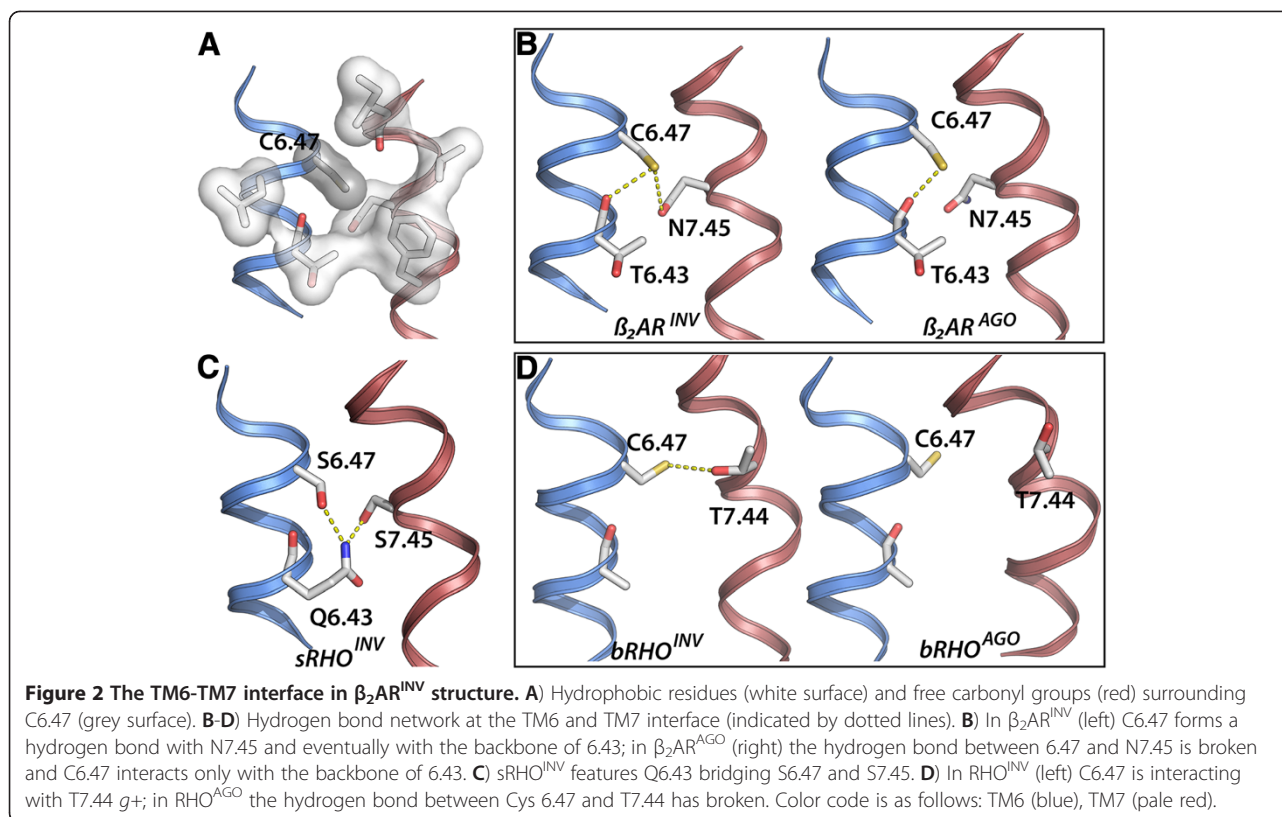 A
C6.47
B
C6.47
N7.45
T6.43
ß₂AR^INV
C6.47
N7.45
T6.43
ß₂AR^AGO
C
S6.47
S7.45
Q6.43
sRHO^INV
D
C6.47
T7.44
bRHO^INV
C6.47
T7.44
bRHO^AGO
Figure 2 The TM6-TM7 interface in β₂AR^INV structure. A) Hydrophobic residues (white surface) and free carbonyl groups (red) surrounding
C6.47 (grey surface). B-D) Hydrogen bond network at the TM6 and TM7 interface (indicated by dotted lines). B) In β₂AR^INV (left) C6.47 forms a
hydrogen bond with N7.45 and eventually with the backbone of 6.43; in β₂AR^AGO (right) the hydrogen bond between 6.47 and N7.45 is broken
and C6.47 interacts only with the backbone of 6.43. C) sRHO^INV features Q6.43 bridging S6.47 and S7.45. D) In RHO^INV (left) C6.47 is interacting
with T7.44 g+; in RHO^AGO the hydrogen bond between Cys 6.47 and T7.44 has broken. Color code is as follows: TM6 (blue), TM7 (pale red).